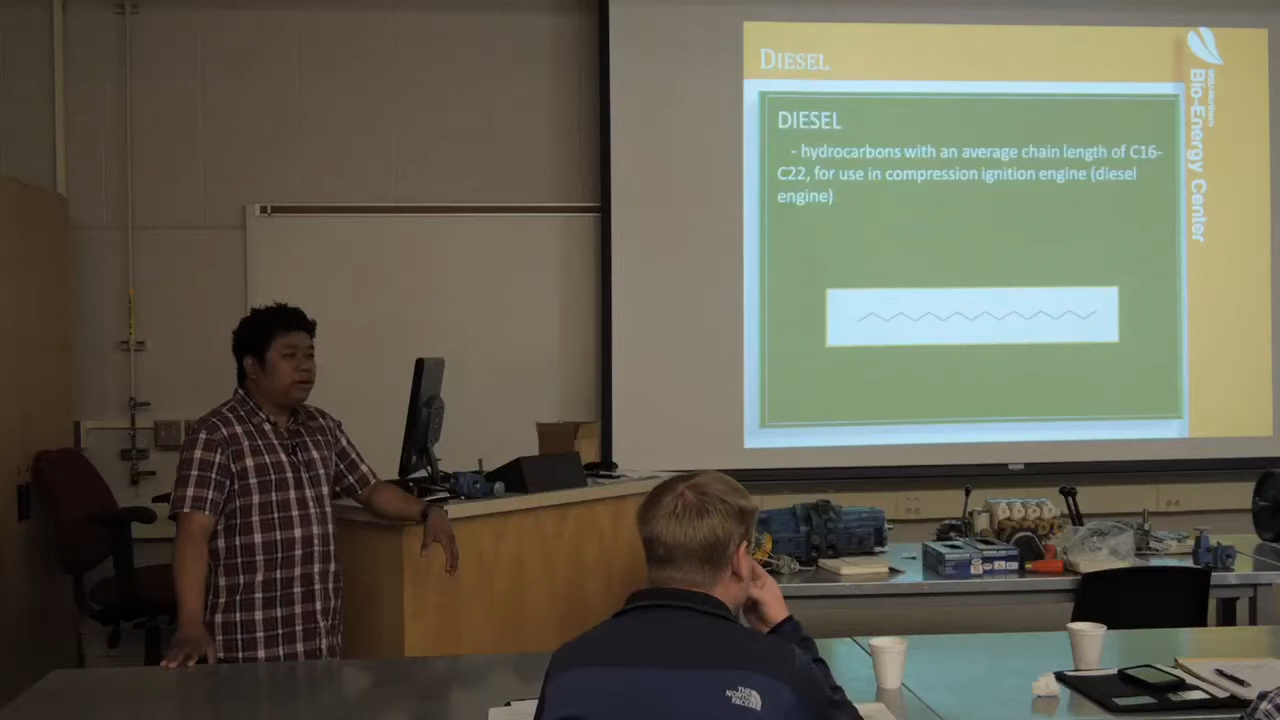 DIESEL
DIESEL
- hydrocarbons with an average chain length of C16-
C22, for use in compression ignition engine (diesel
engine)
Bio-Energy Center
THE
NORTH
FACE